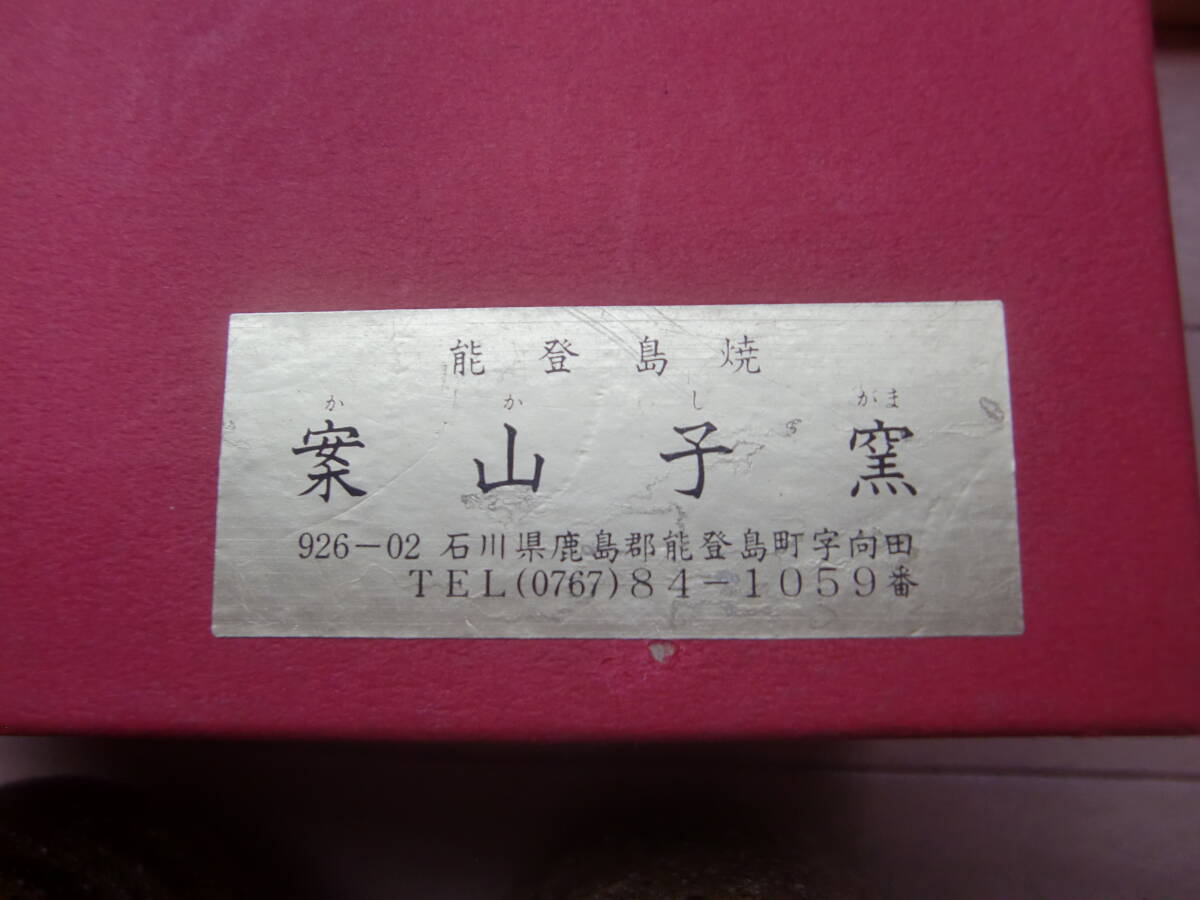 能登島焼
か か し がま
案山子窯
926-02 石川県鹿島郡能登島町字向田
TEL(0767)84-1059番